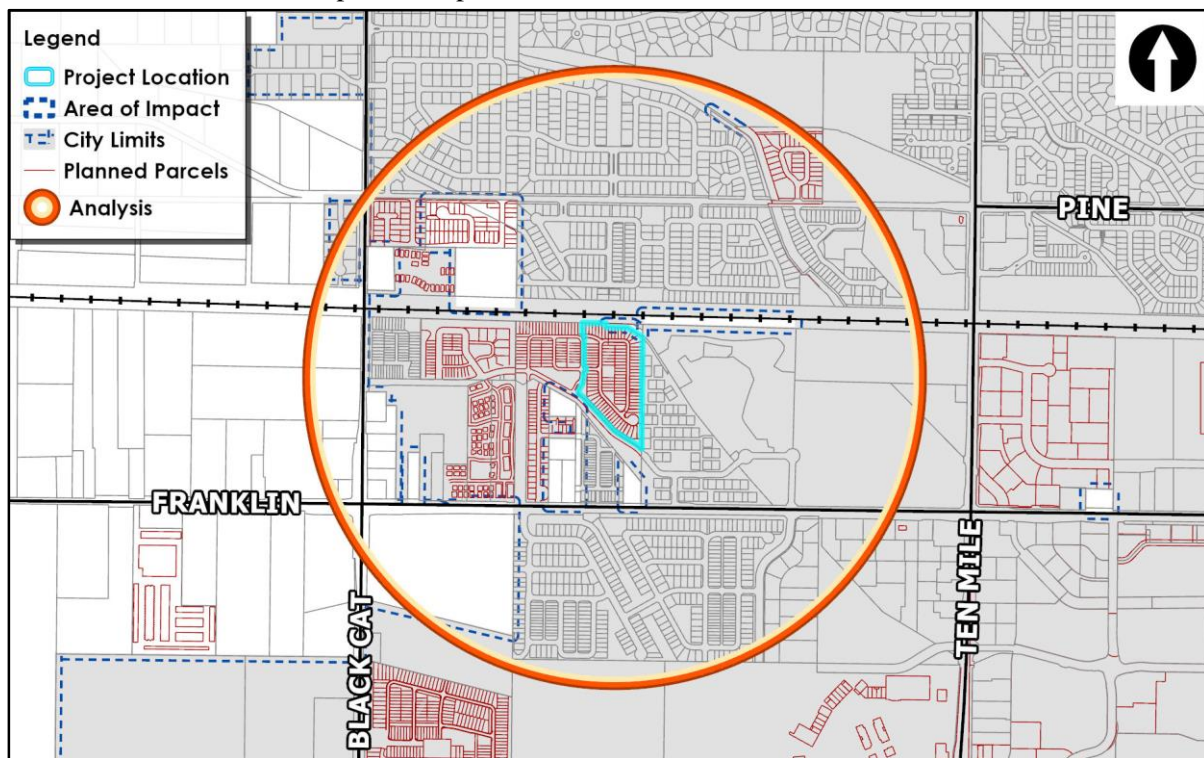 Legend
Project Location
Area of Impact
City Limits
Planned Parcels
Analysis
PINE
FRANKLIN
BLACK CAT
TEN MILE